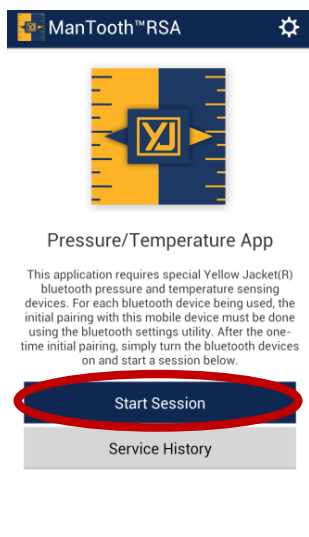 ManTooth™RSA
YJ
Pressure/Temperature App
This application requires special Yellow Jacket(R)
bluetooth pressure and temperature sensing
devices. For each bluetooth device being used, the
initial pairing with this mobile device must be done
using the bluetooth settings utility. After the one-
time initial pairing, simply turn the bluetooth devices
on and start a session below.
Start Session
Service History